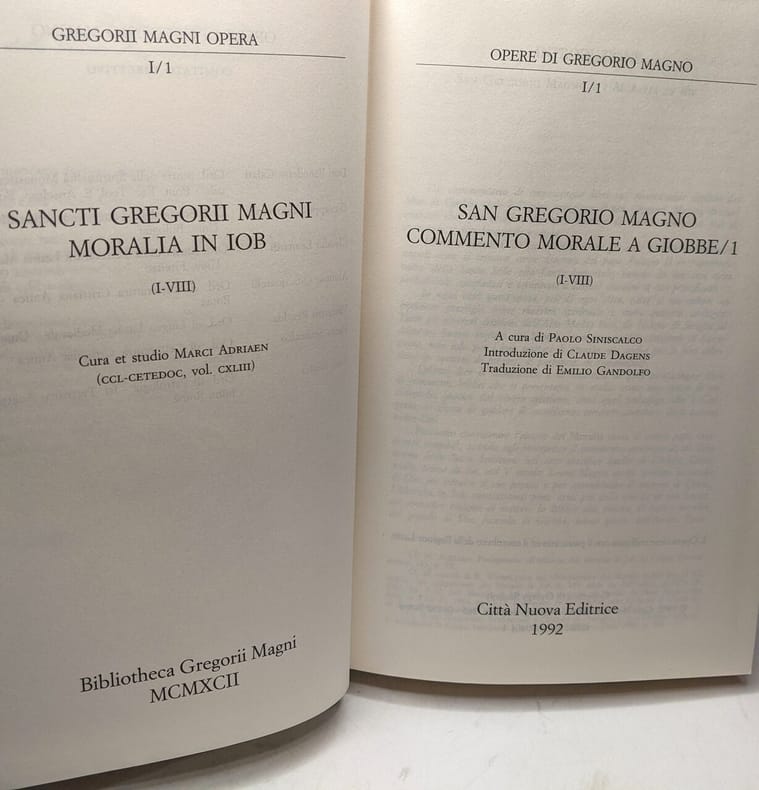 GREGORII MAGNI OPERA
I/1
SANCTI GREGORII MAGNI
MORALIA IN IOB
(I-VIII)
Cura et studio MARCI ADRIAEN
(CCL-CETEDOC, vol. CXLIII)
Bibliotheca Gregorii Magni
MCMXCII
OPERE DI GREGORIO MAGNO
I/1
SAN GREGORIO MAGNO
COMMENTO MORALE A GIOBBE/1
(I-VIII)
A cura di PAOLO SINISCALCO
Introduzione di CLAUDE DAGENS
Traduzione di EMILIO GANDOLFO
Città Nuova Editrice
1992